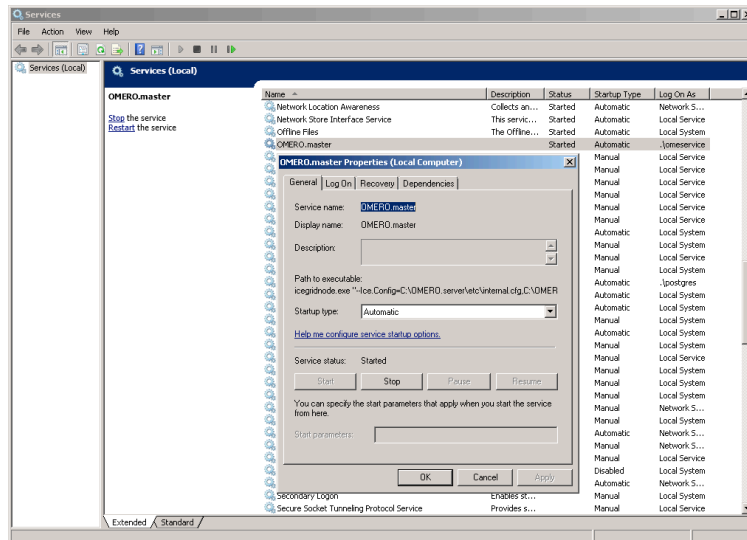 Services
File Action View Help
Services (Local)
Services (Local)
OMERO.master
Stop the service
Restart the service
Name Description Status Startup Type Log On As
Network Location Awareness Collects an... Started Automatic Network S...
Network Store Interface Service This servic... Started Automatic Local Service
Offline Files The Offline... Started Automatic Local System
OMERO.master Started Automatic .\omeservice
Manual Local Service
Manual Local System
Manual Local Service
Manual Local Service
Manual Local Service
Manual Local Service
Automatic Local System
Manual Local System
Manual Local Service
Manual Local System
Automatic .\postgres
Automatic Local System
Automatic Local System
Manual Local System
Automatic Local System
Manual Local Service
Manual Local System
Manual Local System
Manual Local System
Manual Network S...
Manual Local System
Automatic Network S...
Manual Network S...
Manual Local Service
Disabled Local System
Automatic Network S...
Secondary Logon Enables st... Manual Local System
Secure Socket Tunneling Protocol Service Provides s... Manual Local Service
OMERO.master Properties (Local Computer)
General Log On Recovery Dependencies
Service name: OMERO.master
Display name: OMERO.master
Description:
Path to executable:
icegridnode.exe "--Ice.Config=C:\OMERO.server\etc\internal.cfg,C:\OMER
Startup type: Automatic
Help me configure service startup options.
Service status: Started
Start Stop Pause Resume
You can specify the start parameters that apply when you start the service
from here.
Start parameters:
OK Cancel Apply
Extended Standard